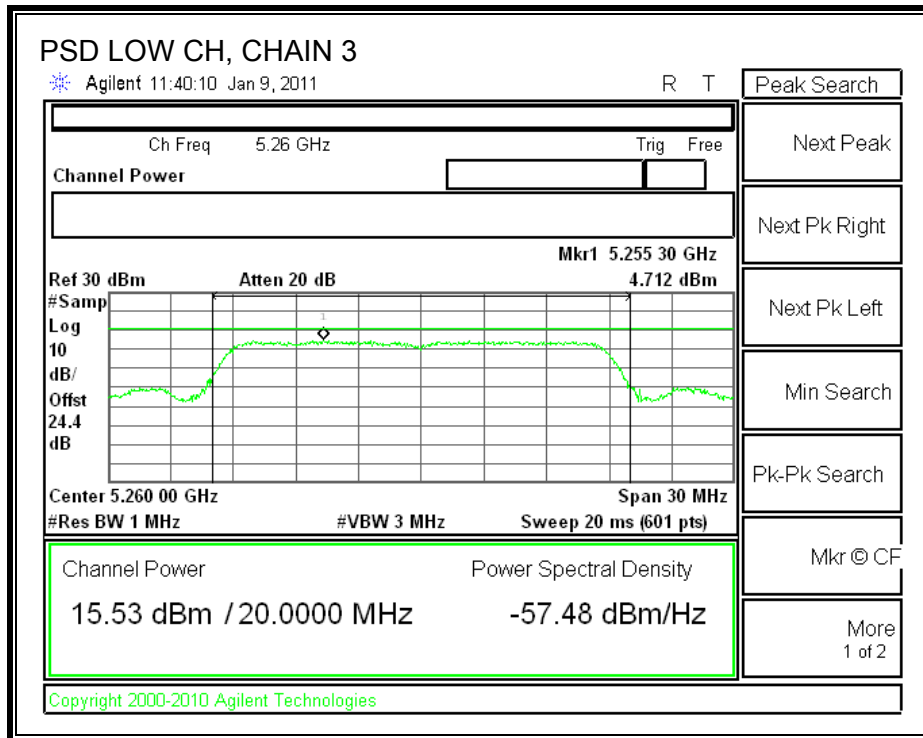 PSD LOW CH, CHAIN 3
Agilent 11:40:10 Jan 9, 2011 R T
Peak Search
Ch Freq 5.26 GHz Trig Free
Channel Power
Next Peak
Next Pk Right
Mkr1 5.255 30 GHz
Ref 30 dBm Atten 20 dB 4.712 dBm
#Samp
Log
10
dB/
Offst
24.4
dB
1
Next Pk Left
Min Search
Pk-Pk Search
Center 5.260 00 GHz Span 30 MHz
#Res BW 1 MHz #VBW 3 MHz Sweep 20 ms (601 pts)
Channel Power Power Spectral Density
15.53 dBm / 20.0000 MHz -57.48 dBm/Hz
Mkr © CF
More
1 of 2
Copyright 2000-2010 Agilent Technologies